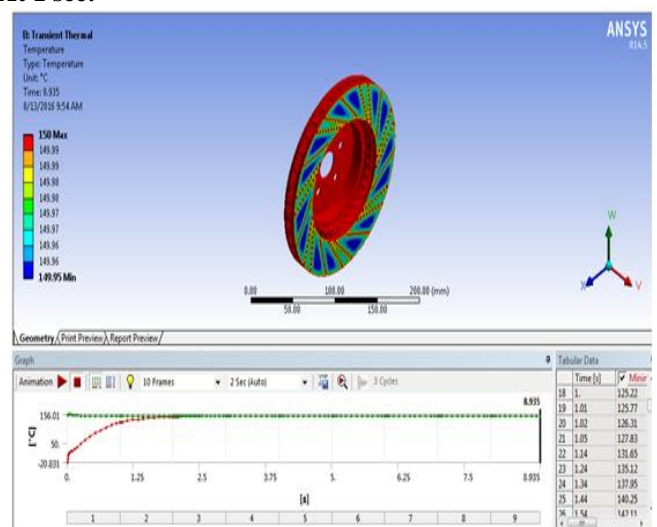 B: Transient Thermal
Temperature
Type: Temperature
Unit: °C
Time: 8.935
8/13/2016 9:54 AM
150 Max
149.99
149.99
149.98
149.98
149.97
149.97
149.96
149.96
149.95 Min
ANSYS
R14.5
0.00 100.00 200.00 (mm)
50.00 150.00
W
X V
Geometry / Print Preview / Report Preview /
Graph
Animation 10 Frames 2 Sec (Auto) 3 Cycles
8.935
156.01
50.
-20.831
[°C]
0. 1.25 2.5 3.75 5. 6.25 7.5 8.935
[s]
1 2 3 4 5 6 7 8 9
Tabular Data
Time [s]
18 1. 125.22
19 1.01 125.77
20 1.02 126.31
21 1.05 127.83
22 1.14 131.65
23 1.24 135.12
24 1.34 137.95
25 1.44 140.25
26 1.54 142.11